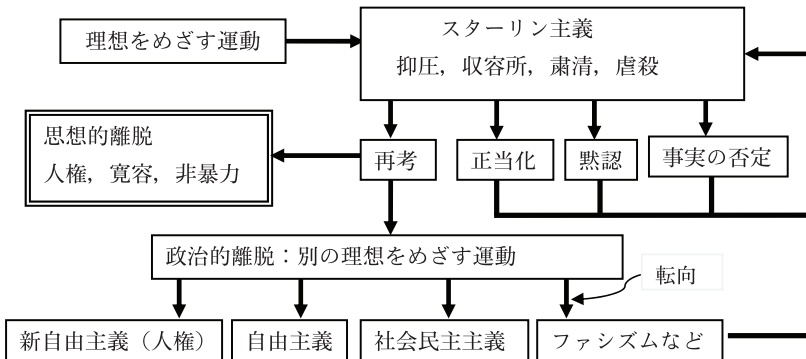 理想をめざす運動
スターリン主義
抑圧，収容所，粛清，虐殺
思想的離脱
人権，寛容，非暴力
再考
正当化
黙認
事実の否定
政治的離脱：別の理想をめざす運動
転向
新自由主義（人権）
自由主義
社会民主主義
ファシズムなど